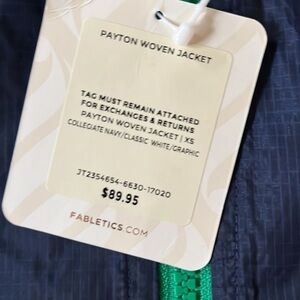 PAYTON WOVEN JACKET
TAG MUST REMAIN ATTACHED
FOR EXCHANGES & RETURNS
PAYTON WOVEN JACKET | XS
COLLEGIATE NAVY/CLASSIC WHITE/GRAPHIC
JT2354654-6630-17020
$89.95
FABLETICS.COM